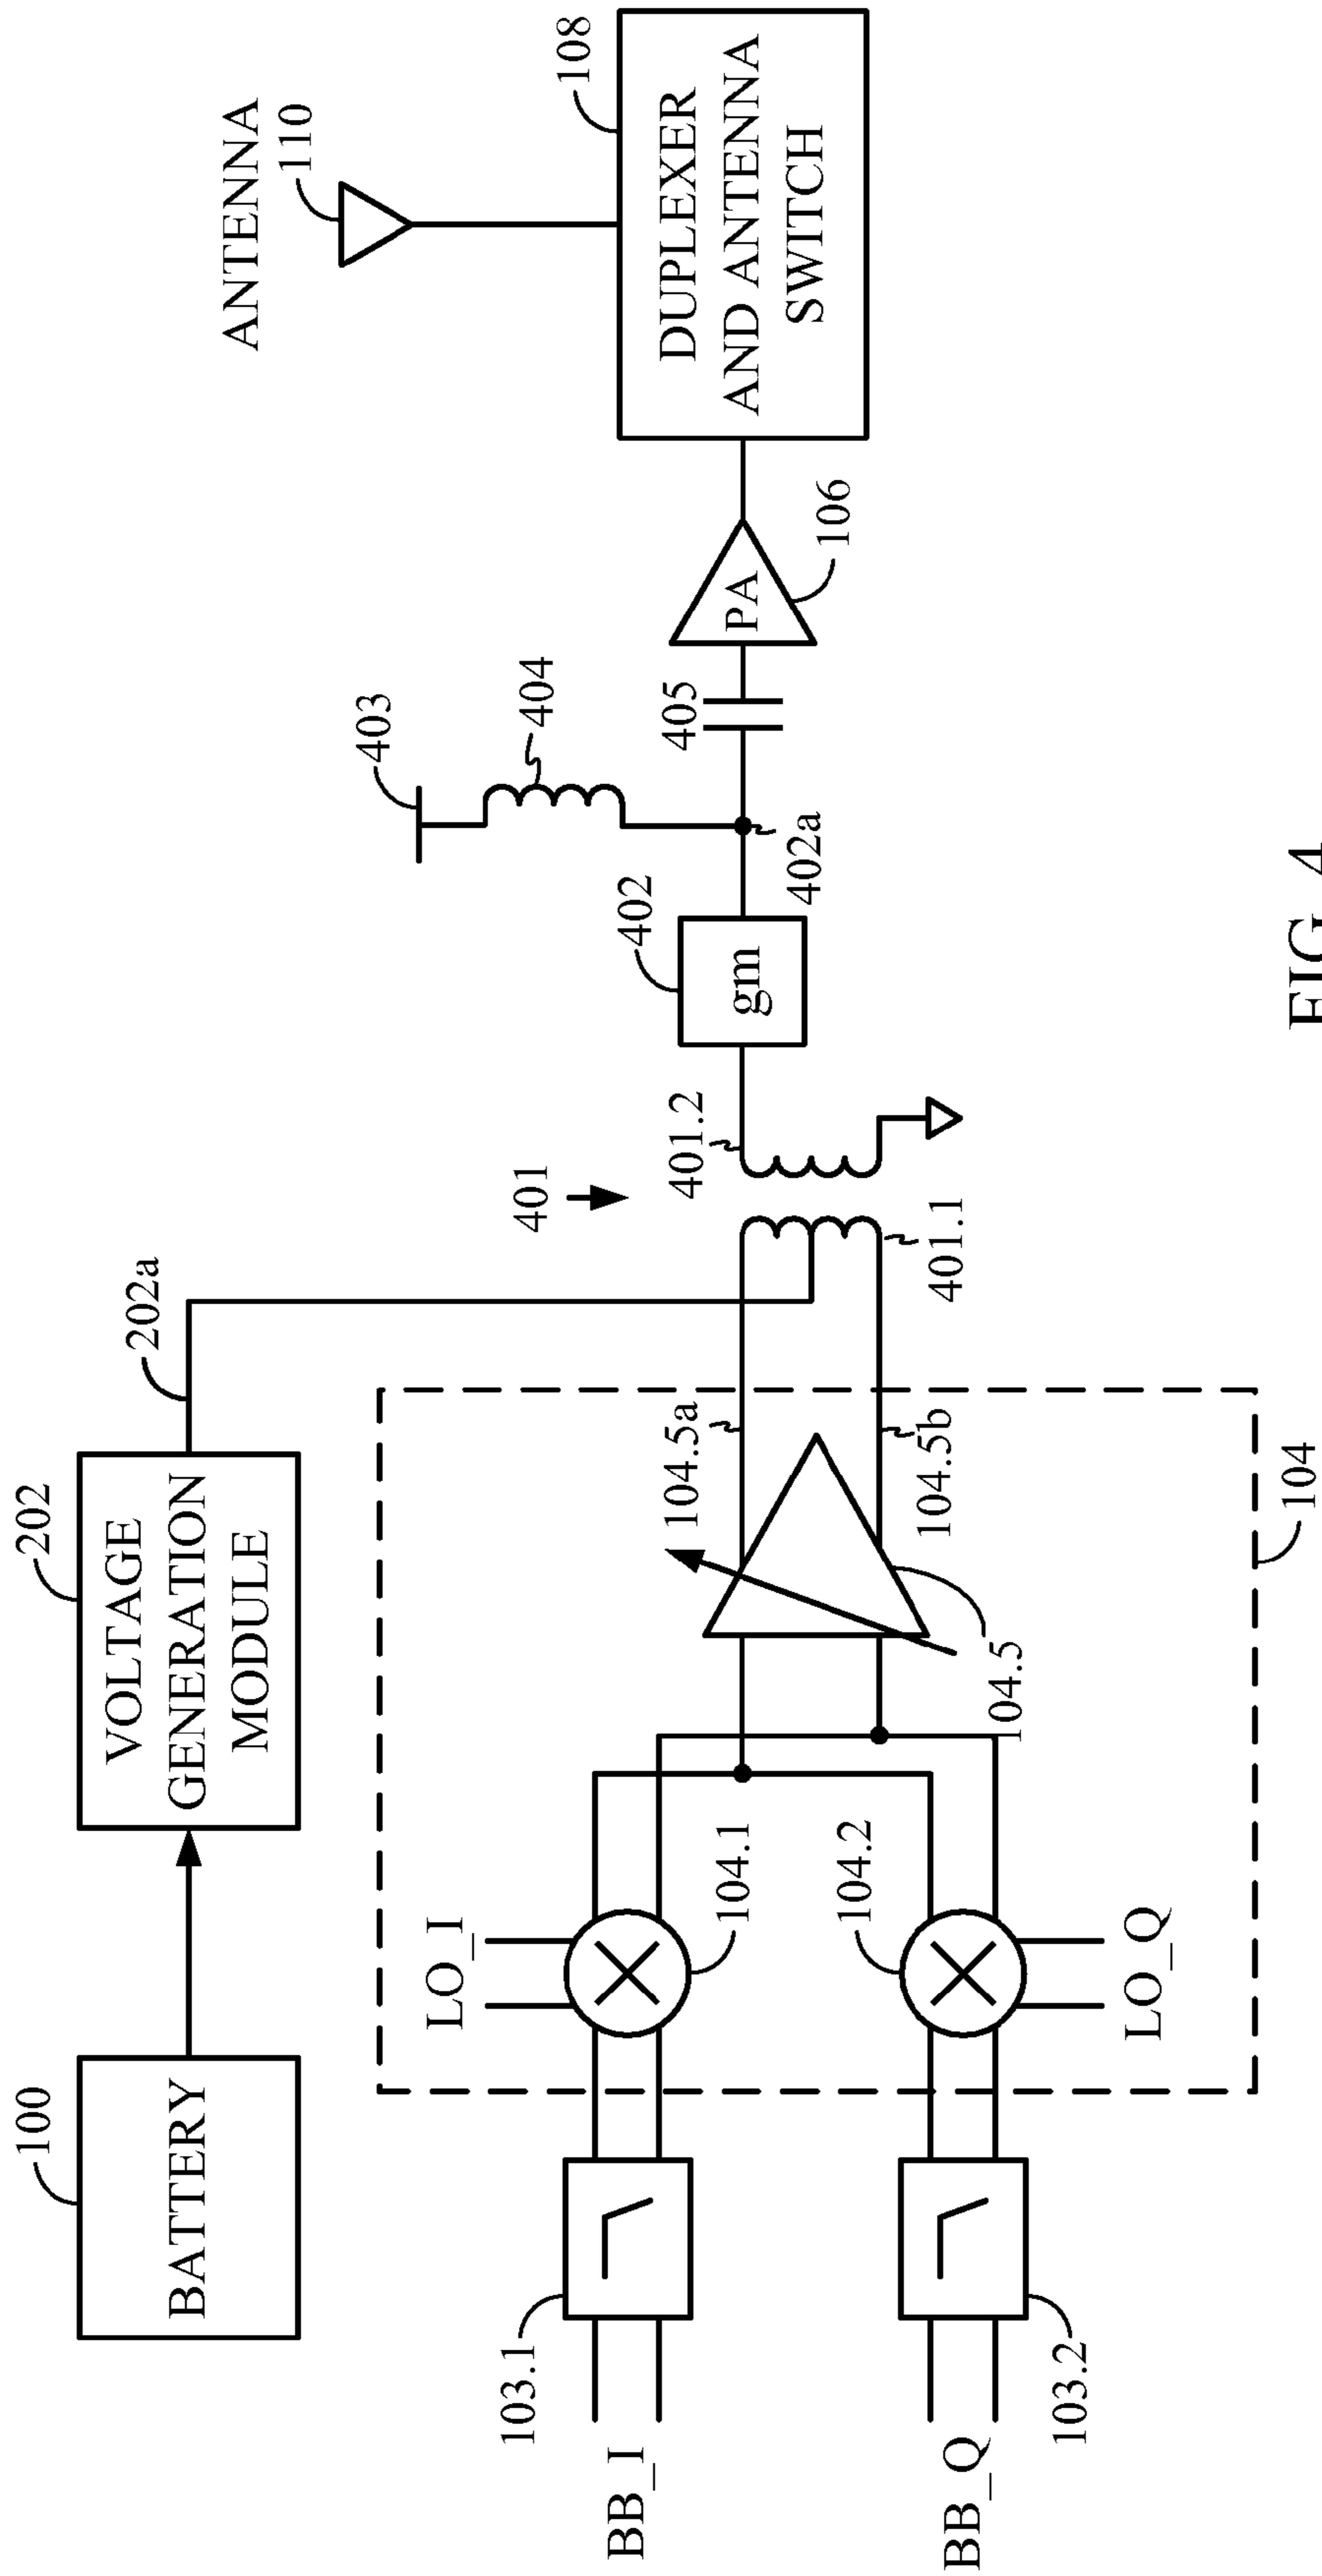 100
BATTERY
202
VOLTAGE
GENERATION
MODULE
202a
ANTENNA
110
403
404
401
LO_I
103.1
BB_I
104.1
104.5a
401.2
402
gm
405
PA
108
DUPLEXER
AND ANTENNA
SWITCH
402a
106
104.2
104.5b
401.1
104.5
103.2
BB_Q
LO_Q
104
FIG. 4